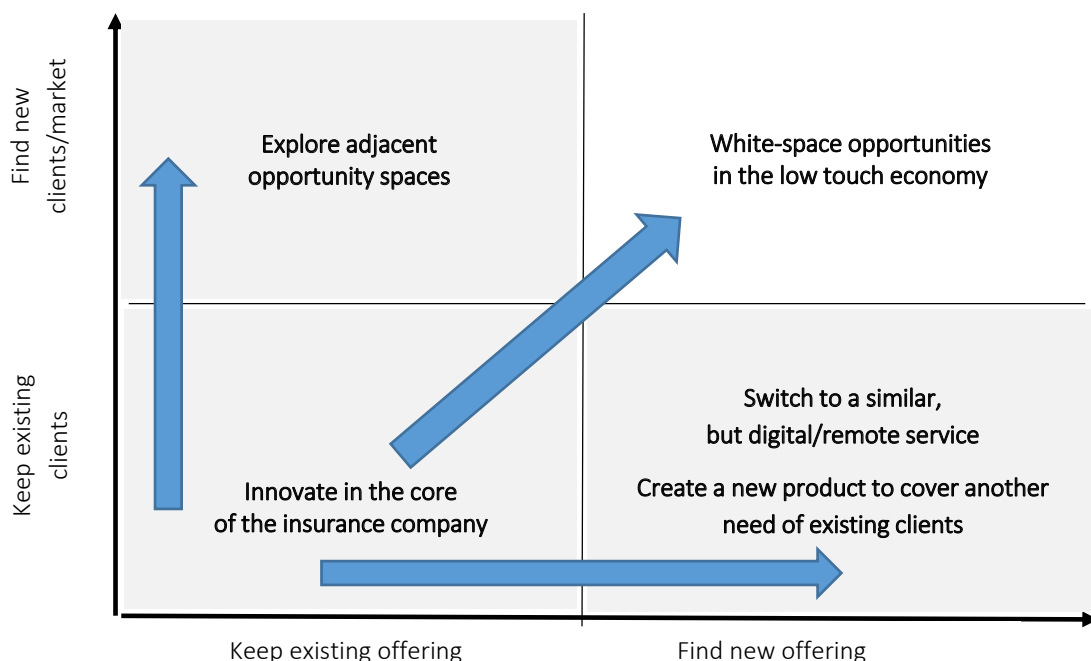 Find new
clients/market
Explore adjacent
opportunity spaces
White-space opportunities
in the low touch economy
Keep existing
clients
Innovate in the core
of the insurance company
Switch to a similar,
but digital/remote service
Create a new product to cover another
need of existing clients
Keep existing offering
Find new offering